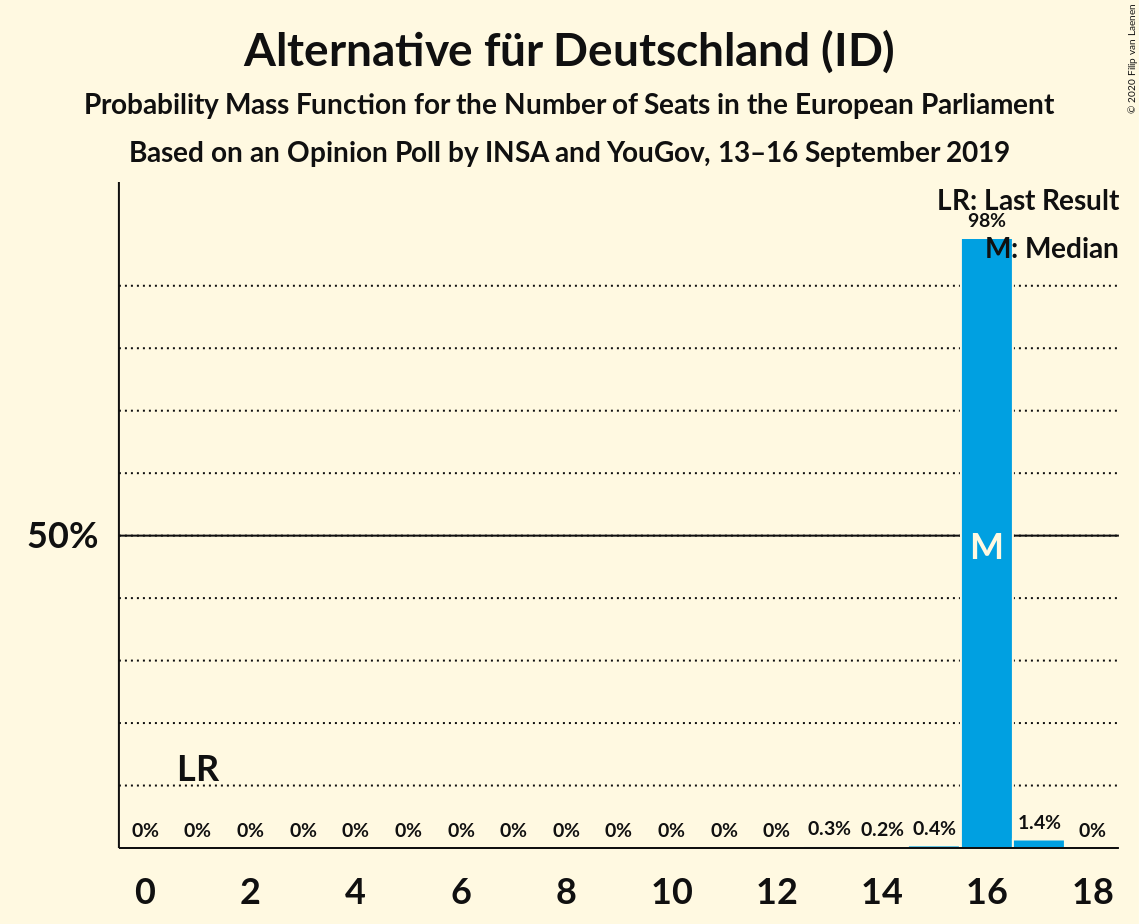 Alternative für Deutschland (ID)
Probability Mass Function for the Number of Seats in the European Parliament
Based on an Opinion Poll by INSA and YouGov, 13–16 September 2019
© 2020 Filip van Laenen
LR: Last Result
98%
M: Median
50%
M
LR
0% 0% 0% 0% 0% 0% 0% 0% 0% 0% 0% 0% 0% 0.3% 0.2% 0.4% 1.4% 0%
0 2 4 6 8 10 12 14 16 18